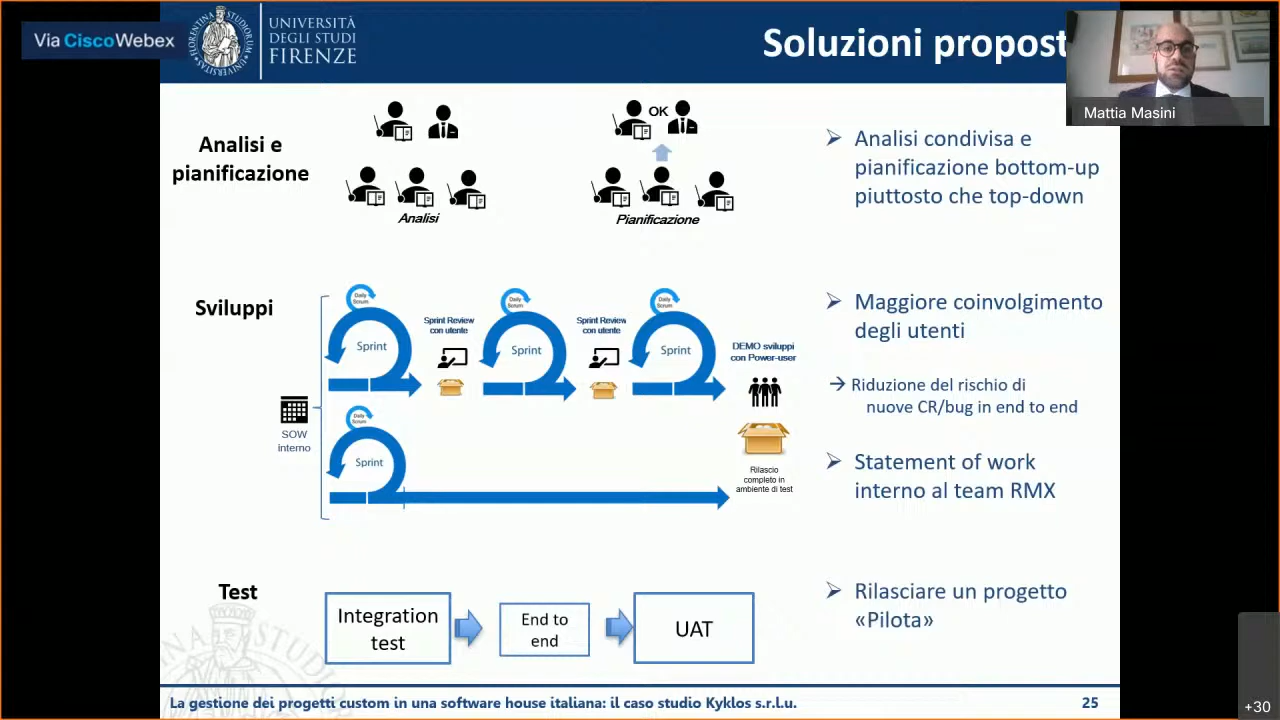 Via CiscoWebex
UNIVERSITÀ
DEGLI STUDI
FIRENZE
Soluzioni propost
Mattia Masini
Analisi e
pianificazione
OK
Analisi
Pianificazione
Analisi condivisa e
pianificazione bottom-up
piuttosto che top-down
Sviluppi
Daily
Scrum
Sprint
Sprint Review
con utente
Daily
Scrum
Sprint
Sprint Review
con utente
Daily
Scrum
Sprint
DEMO sviluppi
con Power-user
SOW
interno
Daily
Scrum
Sprint
Rilascio
completo in
ambiente di test
Maggiore coinvolgimento
degli utenti
→ Riduzione del rischio di
nuove CR/bug in end to end
Statement of work
interno al team RMX
Test
Integration
test
End to
end
UAT
Rilasciare un progetto
«Pilota»
La gestione dei progetti custom in una software house italiana: il caso studio Kyklos s.r.l.u.
25
+30